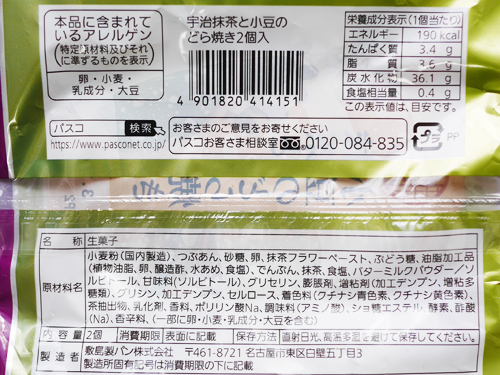 本品に含まれて
いるアレルゲン
(特定原材料及びそれ
に準ずるものを表示)
卵・小麦・
乳成分・大豆
宇治抹茶と小豆の
どら焼き2個入
4 901820 414151
栄養成分表示(1個当たり)
エネルギー 190 kcal
たんぱく質 3.4 g
脂質 3.6 g
炭水化物 36.1 g
食塩相当量 0.4 g
この表示値は、目安です。
パスコ 検索
https://www.pasconet.co.jp/
お客さまのご意見をお寄せください
パスコお客さま相談室 0120-084-835
プラ PP
名称 生菓子
原材料名 小麦粉(国内製造)、つぶあん、砂糖、卵、抹茶フラワーペースト、ぶどう糖、油脂加工品
(植物油脂、卵、醸造酢、水あめ、食塩)、でんぷん、抹茶、食塩、バターミルクパウダー/ソ
ルビトール、甘味料(ソルビトール)、グリセリン、膨脹剤、増粘剤(加工デンプン、増粘多
糖類)、グリシン、加工デンプン、セルロース、着色料(クチナシ青色素、クチナシ黄色素)、
茶抽出物、乳化剤、香料、ポリリン酸Na、調味料(アミノ酸)、ショ糖エステル、酵素、酢酸
(Na)、香辛料、(一部に卵・小麦・乳成分・大豆を含む)
内容量 2個 消費期限 表面に記載 保存方法 直射日光、高温多湿を避けて保存してください。
製造者 敷島製パン株式会社 〒461-8721 名古屋市東区白壁五丁目3
製造所固有記号は消費期限の下に記載